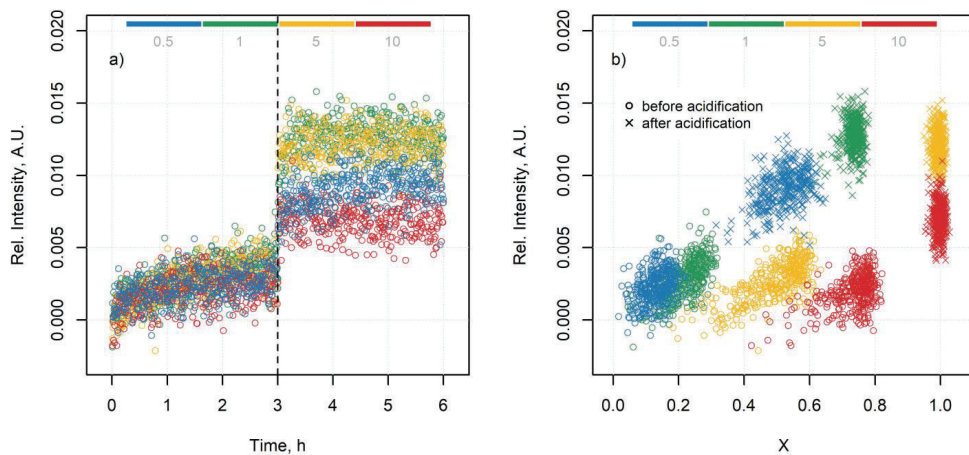 0.5 1 5 10
a)
0.020
0.015
0.010
0.005
0.000
Rel. Intensity, A.U.
0 1 2 3 4 5 6
Time, h
0.5 1 5 10
b)
before acidification
after acidification
0.020
0.015
0.010
0.005
0.000
Rel. Intensity, A.U.
0.0 0.2 0.4 0.6 0.8 1.0
X